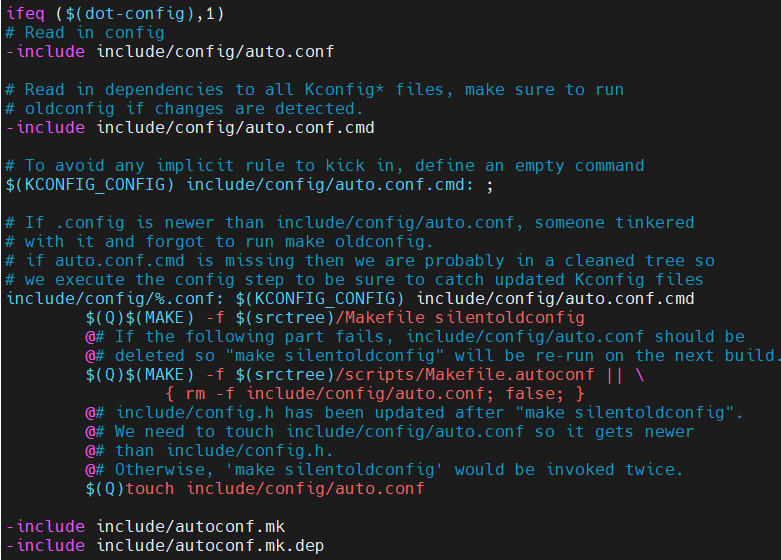 ifeq ($(dot-config),1)
# Read in config
-include include/config/auto.conf

# Read in dependencies to all Kconfig* files, make sure to run
# oldconfig if changes are detected.
-include include/config/auto.conf.cmd

# To avoid any implicit rule to kick in, define an empty command
$(KCONFIG_CONFIG) include/config/auto.conf.cmd: ;

# If .config is newer than include/config/auto.conf, someone tinkered
# with it and forgot to run make oldconfig.
# if auto.conf.cmd is missing then we are probably in a cleaned tree so
# we execute the config step to be sure to catch updated Kconfig files
include/config/%.conf: $(KCONFIG_CONFIG) include/config/auto.conf.cmd
        $(Q)$(MAKE) -f $(srctree)/Makefile silentoldconfig
        @# If the following part fails, include/config/auto.conf should be
        @# deleted so "make silentoldconfig" will be re-run on the next build.
        $(Q)$(MAKE) -f $(srctree)/scripts/Makefile.autoconf || \
                { rm -f include/config/auto.conf; false; }
        @# include/config.h has been updated after "make silentoldconfig".
        @# We need to touch include/config/auto.conf so it gets newer
        @# than include/config.h.
        @# Otherwise, 'make silentoldconfig' would be invoked twice.
        $(Q)touch include/config/auto.conf

-include include/autoconf.mk
-include include/autoconf.mk.dep